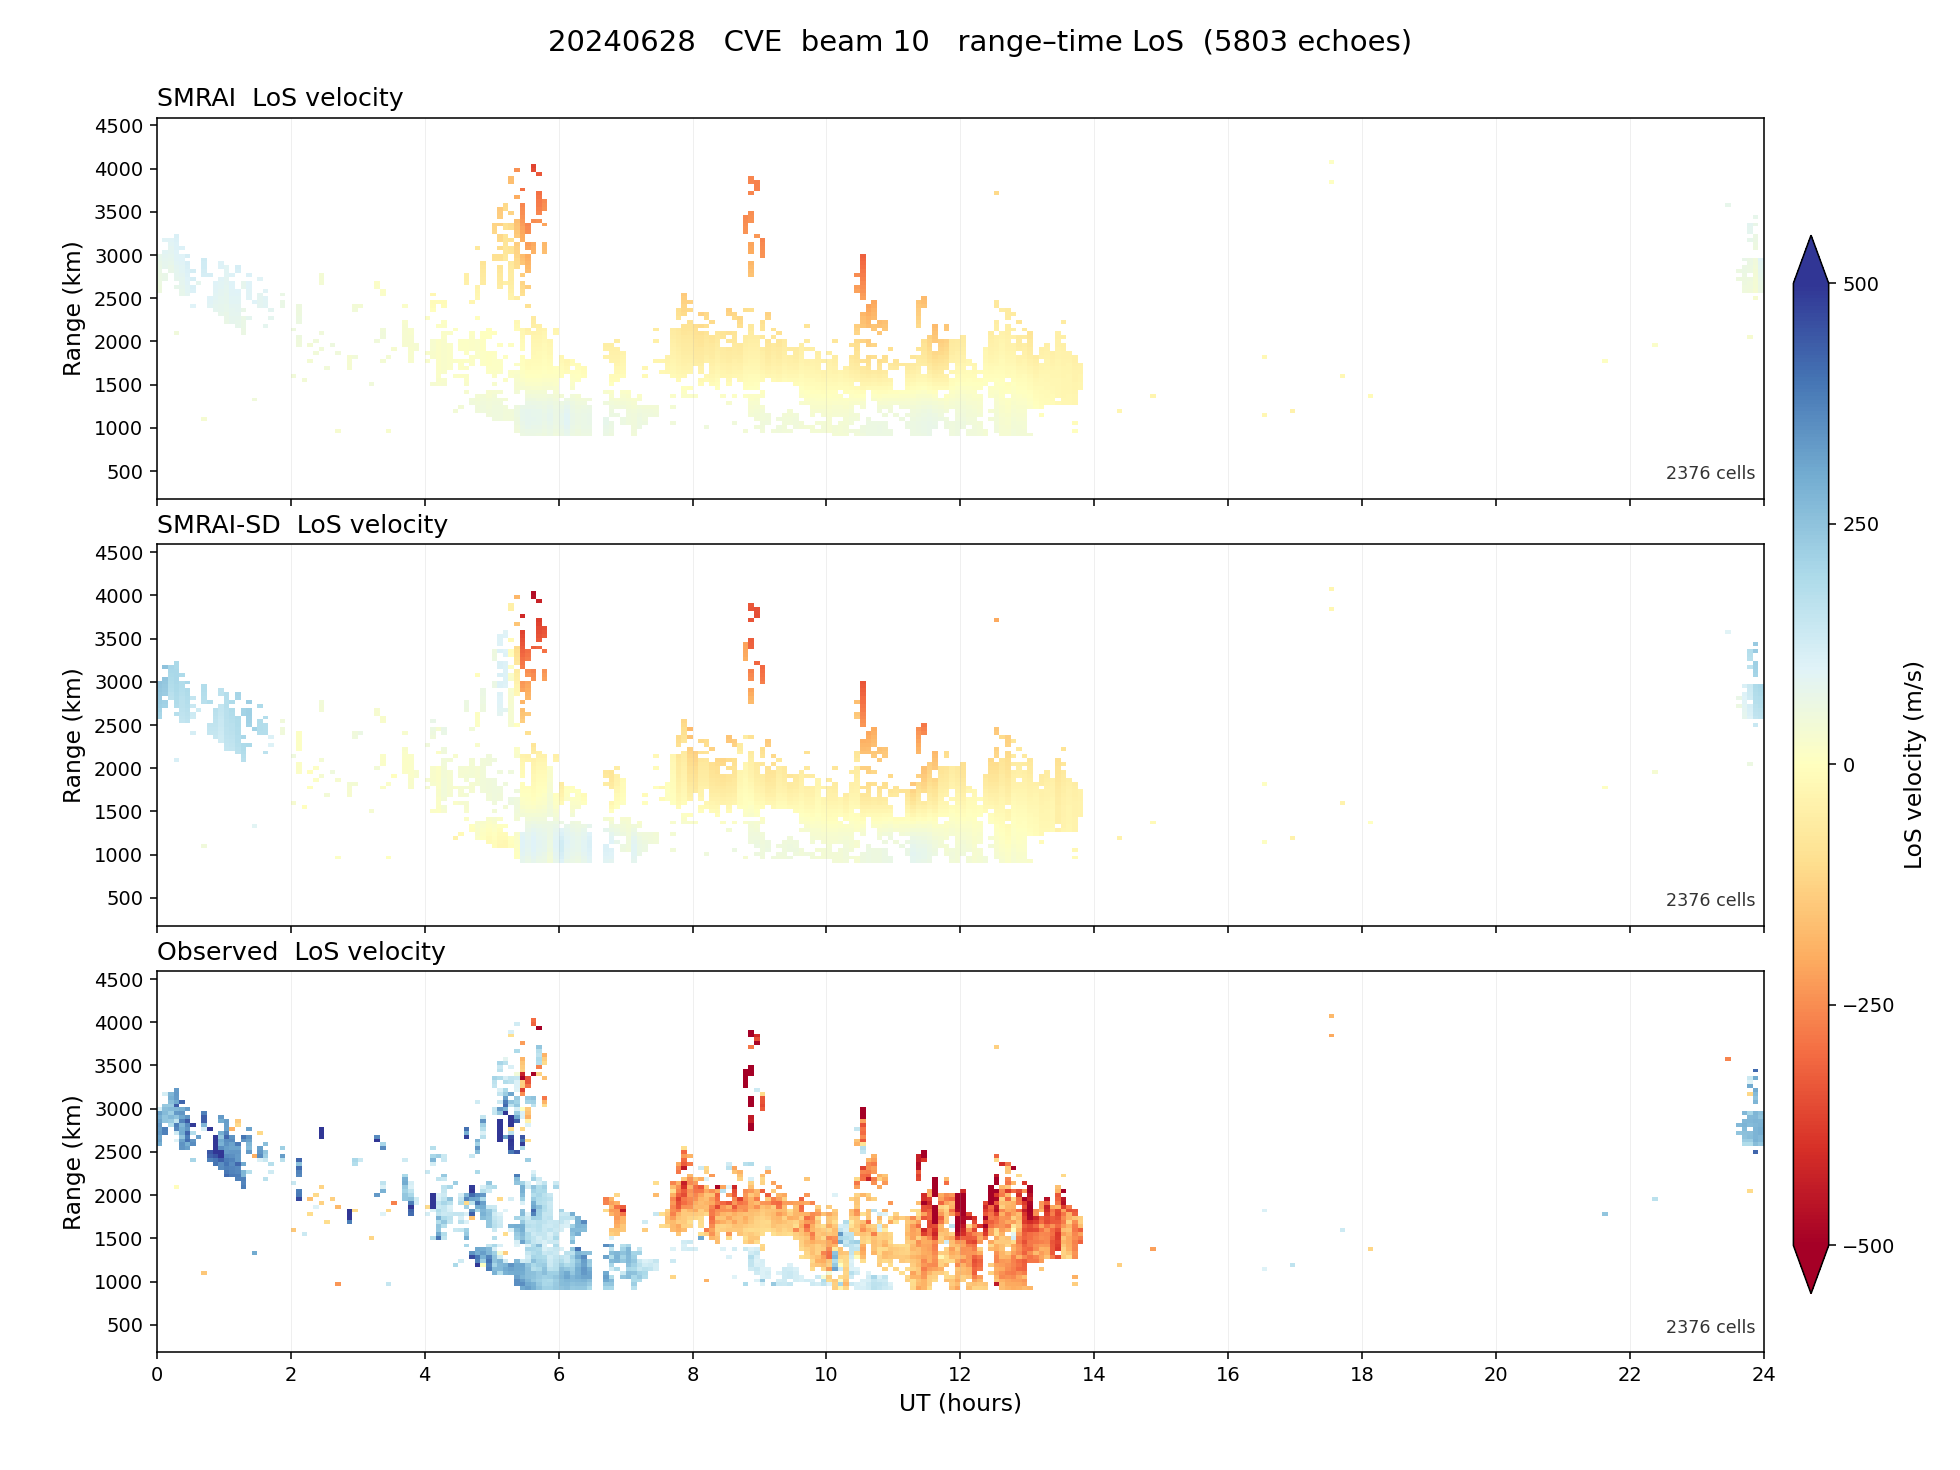 20240628 CVE beam 10 range–time LoS (5803 echoes)
SMRAI LoS velocity
4500
4000
3500
3000
2500
2000
1500
1000
500
Range (km)
2376 cells
SMRAI-SD LoS velocity
4500
4000
3500
3000
2500
2000
1500
1000
500
Range (km)
2376 cells
Observed LoS velocity
4500
4000
3500
3000
2500
2000
1500
1000
500
Range (km)
2376 cells
0 2 4 6 8 10 12 14 16 18 20 22 24
UT (hours)
500
250
0
−250
−500
LoS velocity (m/s)